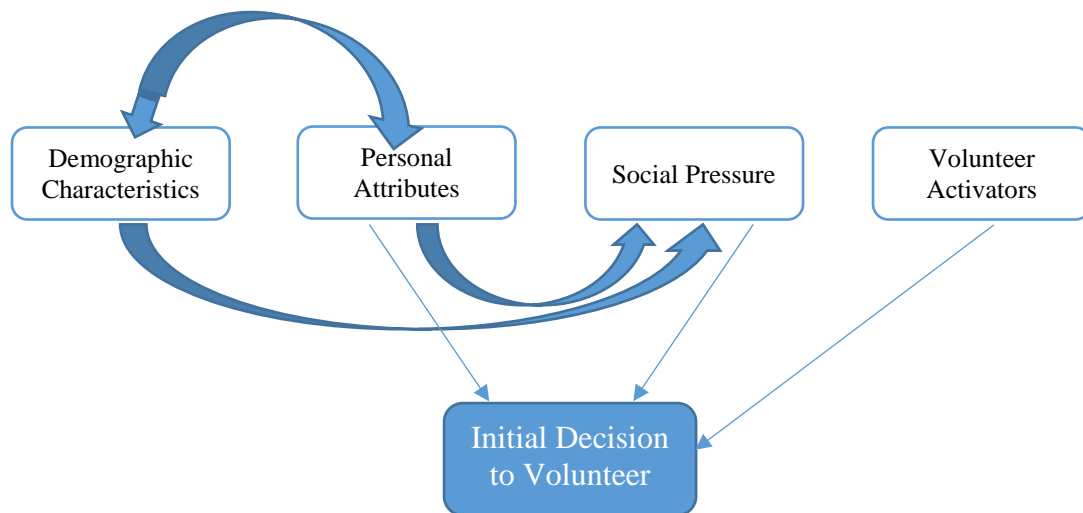 Demographic
Characteristics
Personal
Attributes
Social Pressure
Volunteer
Activators
Initial Decision
to Volunteer